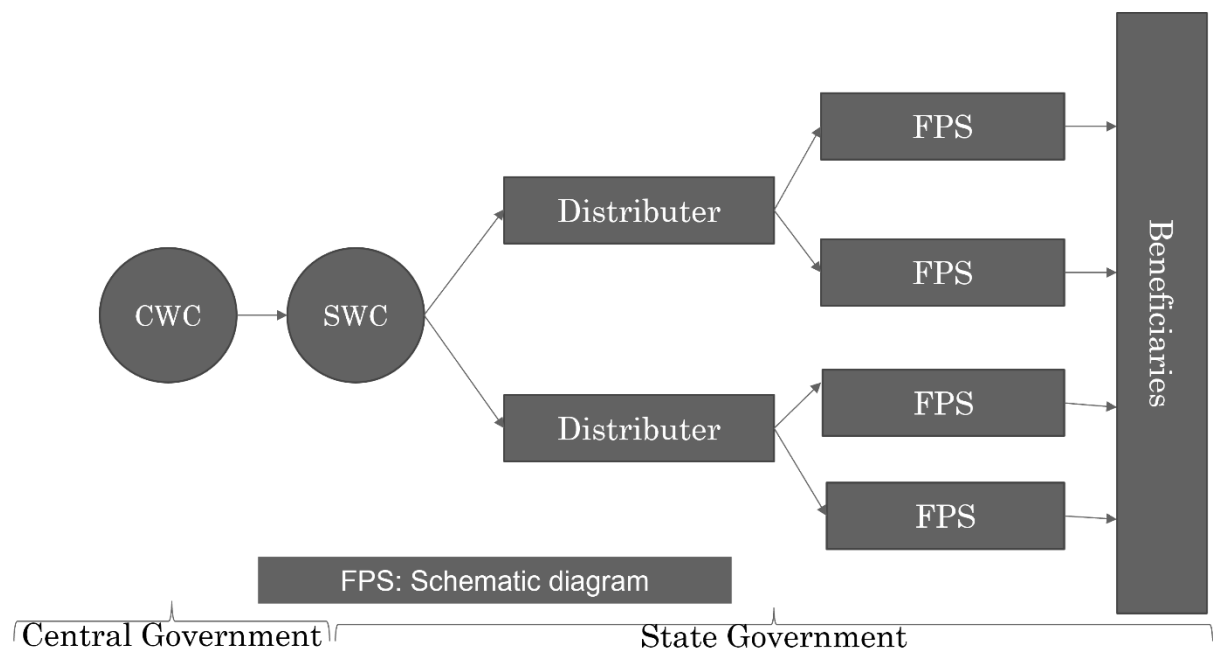 CWC
SWC
Distributer
Distributer
FPS
FPS
FPS
FPS
Beneficiaries
FPS: Schematic diagram
Central Government
State Government